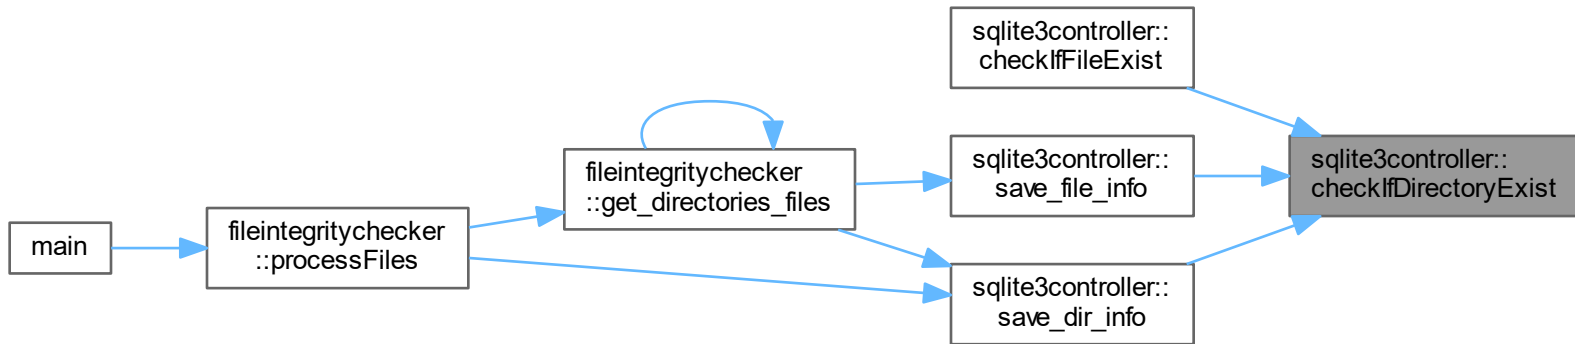 main
fileintegritychecker
::processFiles
fileintegritychecker
::get_directories_files
sqlite3controller::
checkIfFileExist
sqlite3controller::
save_file_info
sqlite3controller::
save_dir_info
sqlite3controller::
checkIfDirectoryExist